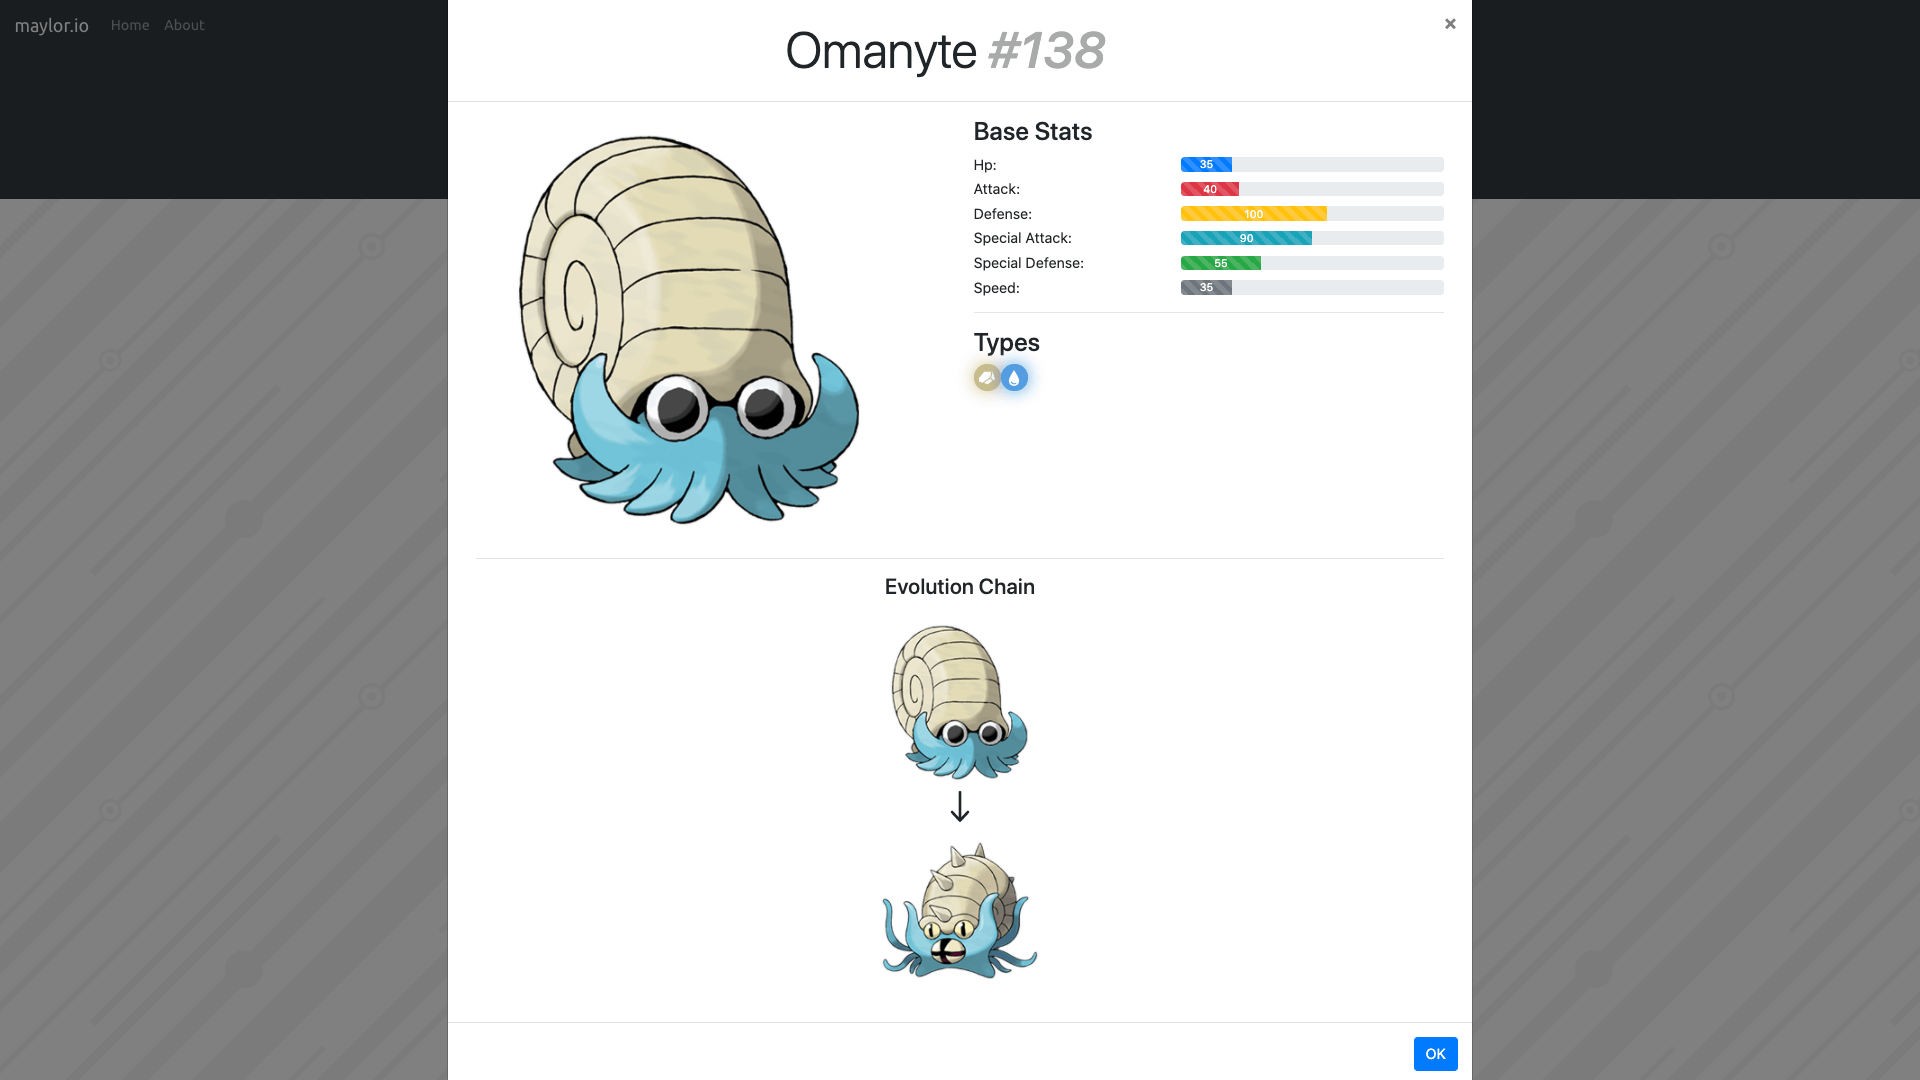 maylor.io Home About
×
Omanyte #138
Base Stats
Hp: 35
Attack: 40
Defense: 100
Special Attack: 90
Special Defense: 55
Speed: 35
Types
Evolution Chain
OK